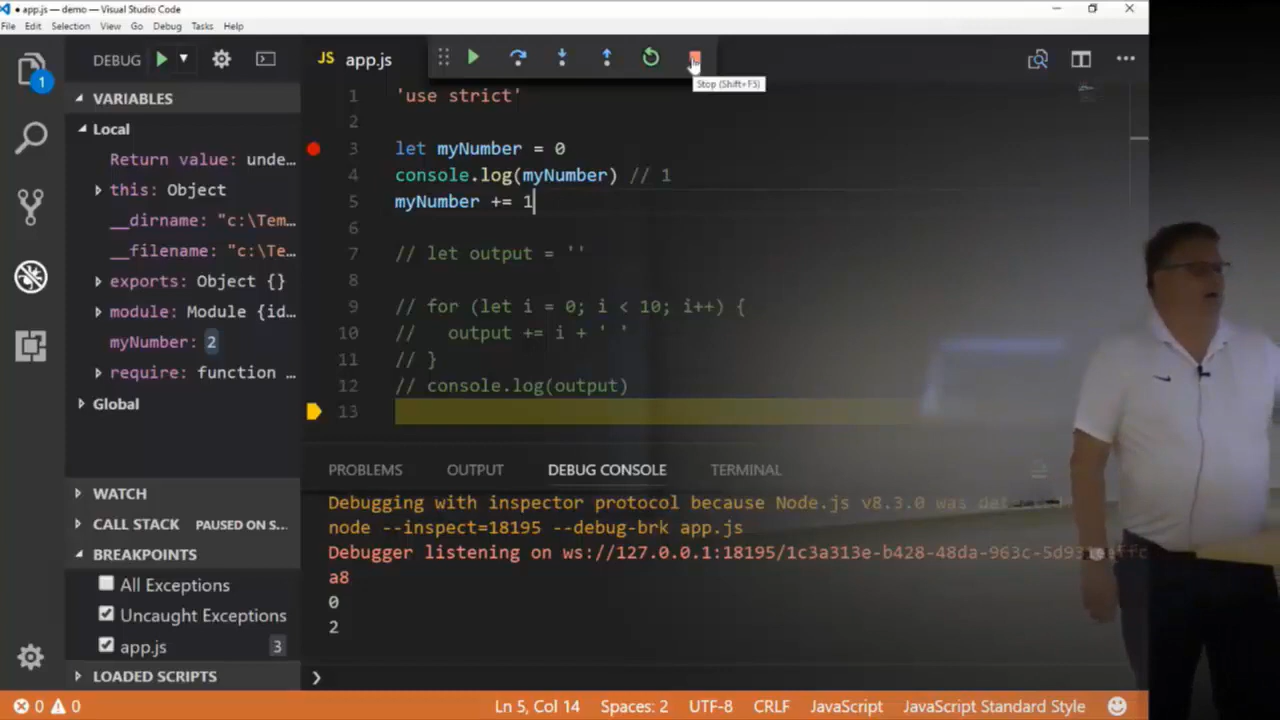 ● app.js - demo - Visual Studio Code
File Edit Selection View Go Debug Tasks Help
DEBUG
JS app.js
Stop (Shift+F5)
1
VARIABLES
Local
Return value: unde…
this: Object
__dirname: "c:\Tem…
__filename: "c:\Te…
exports: Object {}
module: Module {id…
myNumber: 2
require: function …
Global
WATCH
CALL STACK PAUSED ON S…
BREAKPOINTS
All Exceptions
Uncaught Exceptions
app.js 3
LOADED SCRIPTS
1 'use strict'
2
3 let myNumber = 0
4 console.log(myNumber) // 1
5 myNumber += 1
6
7 // let output = ''
8
9 // for (let i = 0; i < 10; i++) {
10 //   output += i + ' '
11 // }
12 // console.log(output)
13
PROBLEMS OUTPUT DEBUG CONSOLE TERMINAL
Debugging with inspector protocol because Node.js v8.3.0 was detected.
node --inspect=18195 --debug-brk app.js
Debugger listening on ws://127.0.0.1:18195/1c3a313e-b428-48da-963c-
a8
0
2
0 0 Ln 5, Col 14 Spaces: 2 UTF-8 CRLF JavaScript JavaScript Standard Style